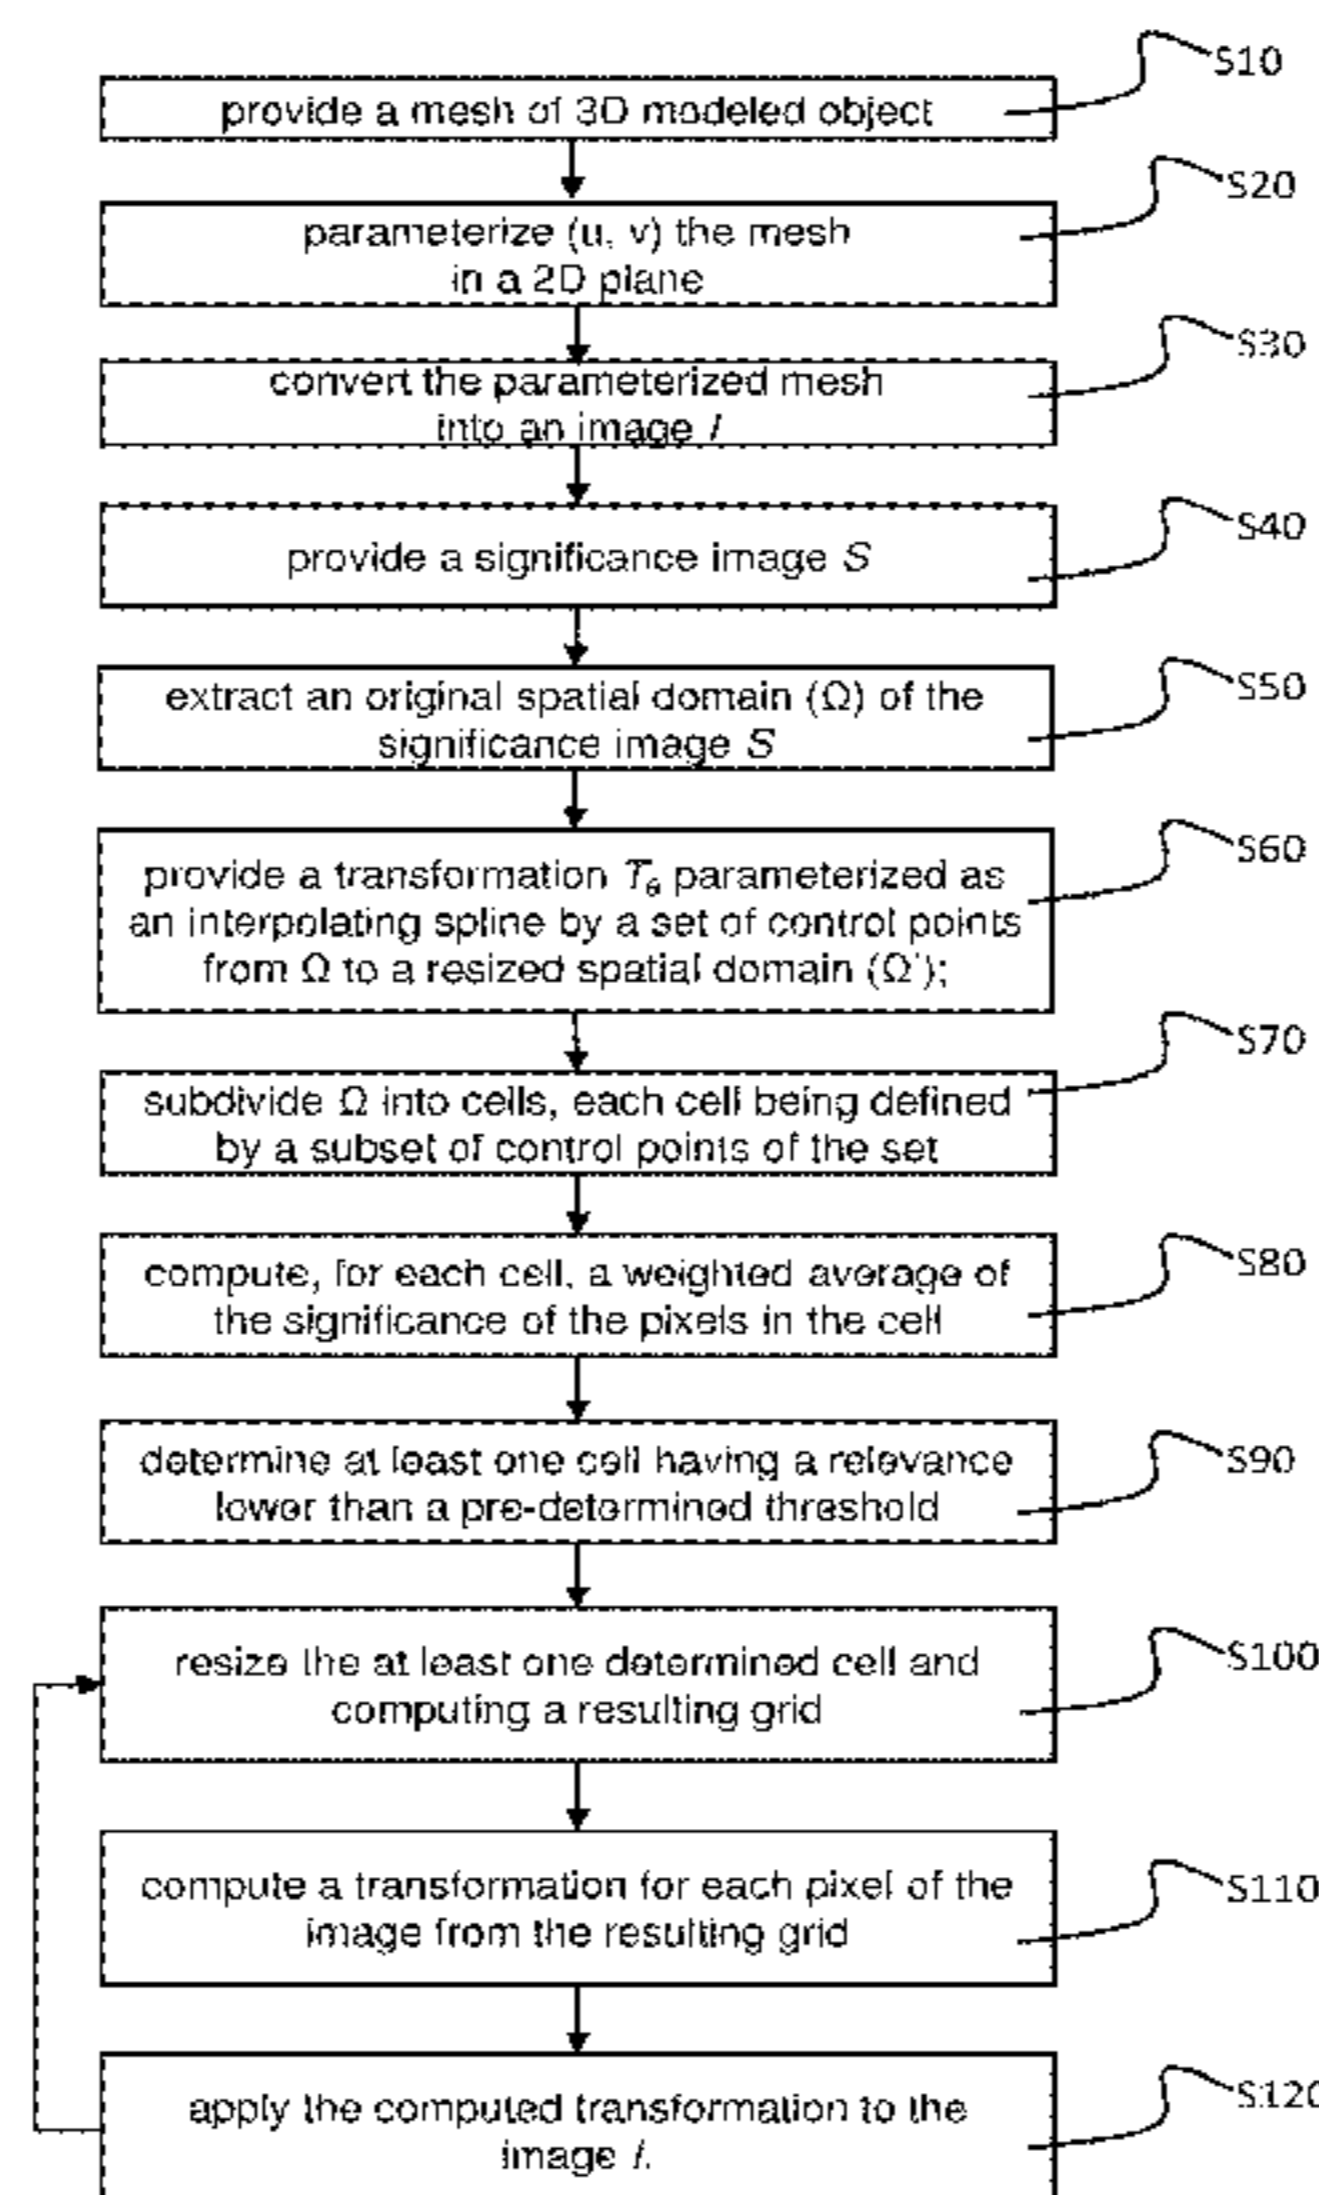 S10
provide a mesh of 3D modeled object
S20
parameterize (u, v) the mesh
in a 2D plane
S30
convert the parameterized mesh
into an image I
S40
provide a significance image S
S50
extract an original spatial domain (Ω) of the
significance image S
S60
provide a transformation Tθ parameterized as
an interpolating spline by a set of control points
from Ω to a resized spatial domain (Ω');
S70
subdivide Ω into cells, each cell being defined
by a subset of control points of the set
S80
compute, for each cell, a weighted average of
the significance of the pixels in the cell
S90
determine at least one cell having a relevance
lower than a pre-determined threshold
S100
resize the at least one determined cell and
computing a resulting grid
S110
compute a transformation for each pixel of the
image from the resulting grid
S120
apply the computed transformation to the
image I.